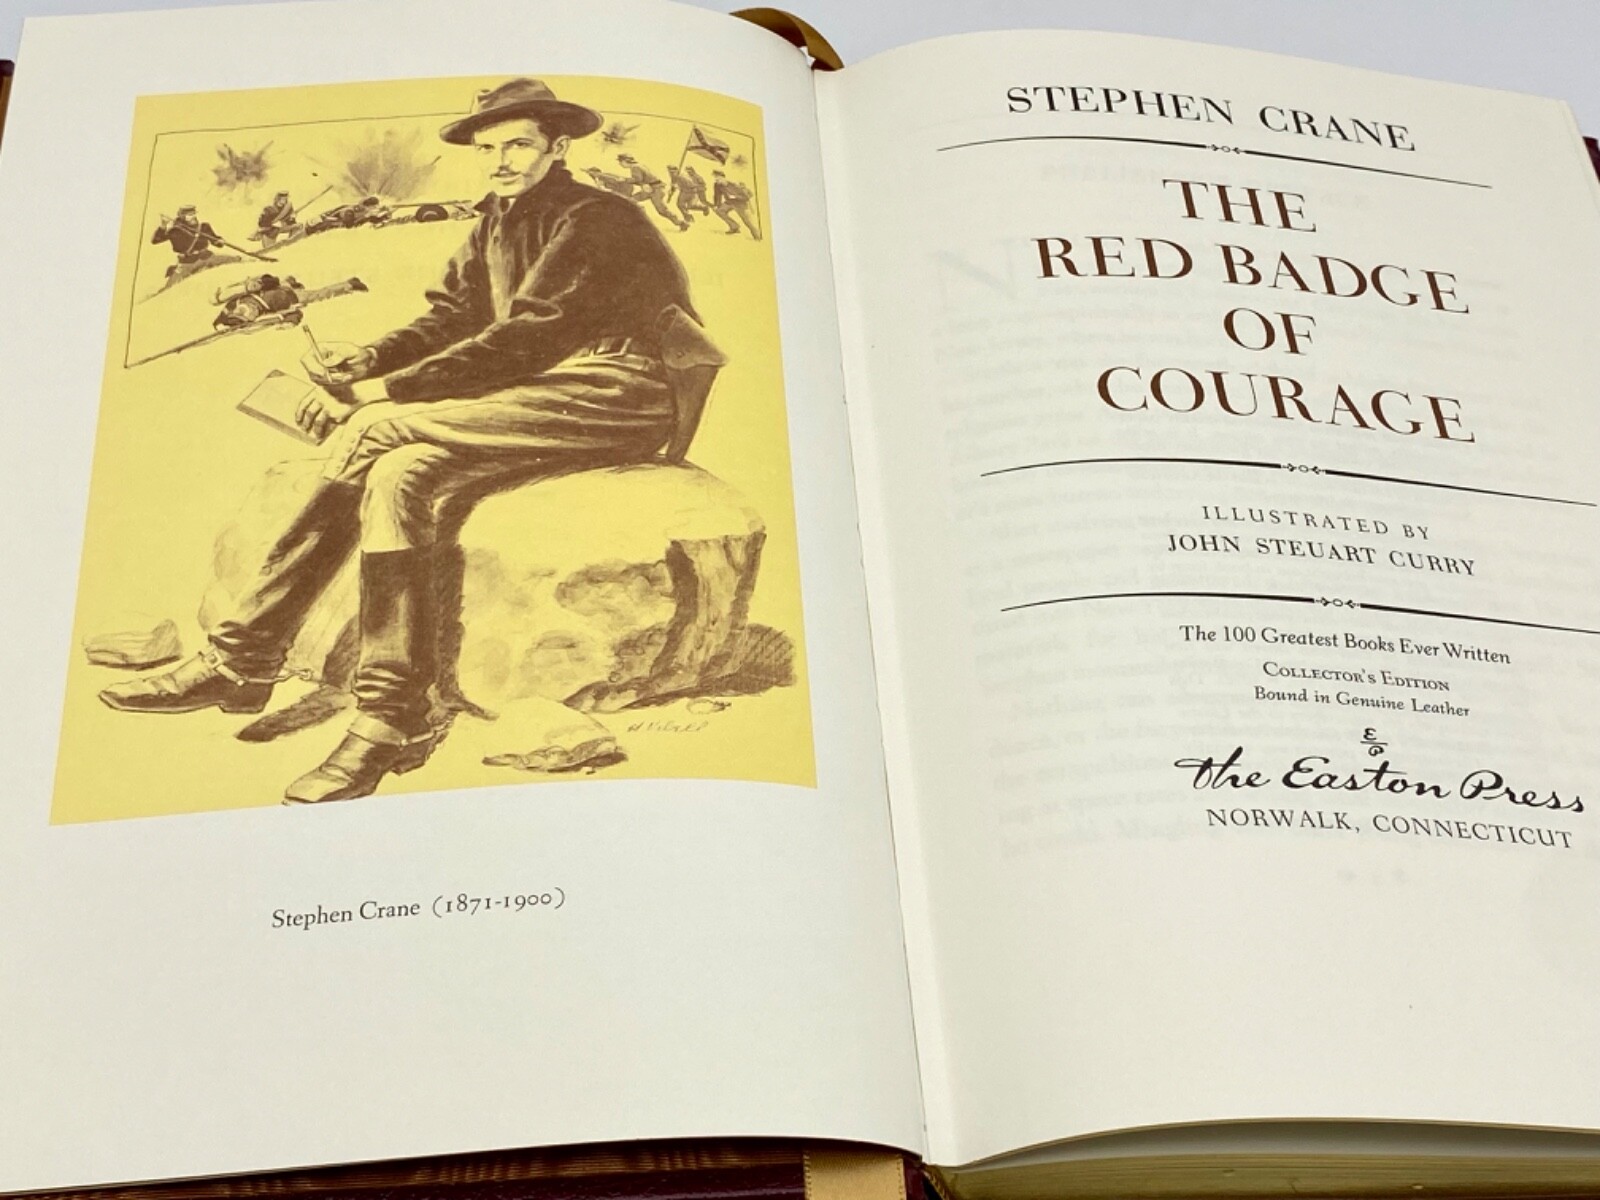 Stephen Crane (1871-1900)
STEPHEN CRANE
THE
RED BADGE
OF
COURAGE
ILLUSTRATED BY
JOHN STEUART CURRY
The 100 Greatest Books Ever Written
COLLECTOR'S EDITION
Bound in Genuine Leather
The Easton Press
NORWALK, CONNECTICUT